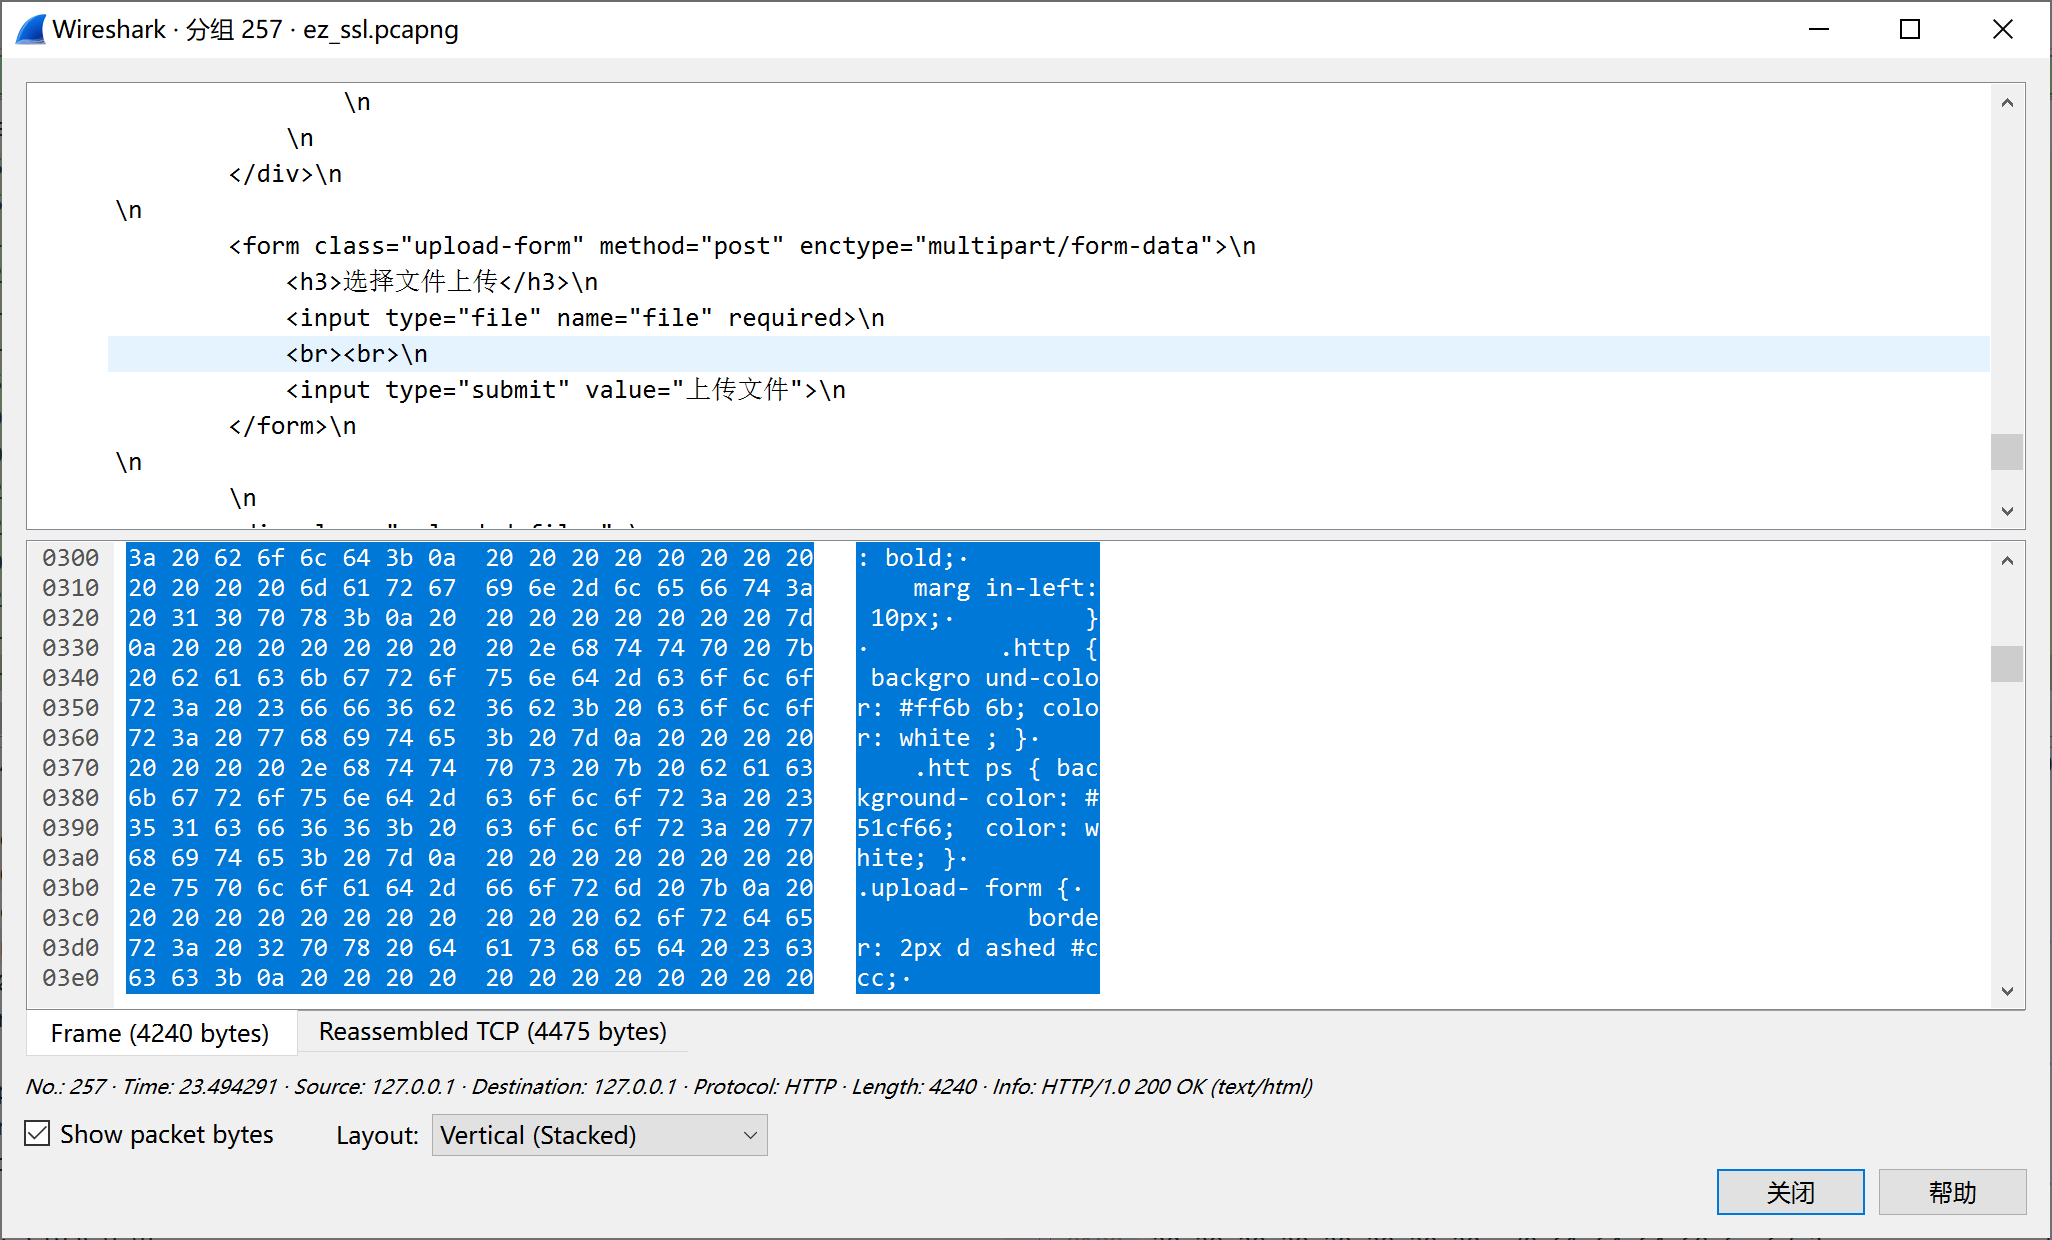 Wireshark · 分组 257 · ez_ssl.pcapng
\n
\n
</div>\n
\n
<form class="upload-form" method="post" enctype="multipart/form-data">\n
<h3>选择文件上传</h3>\n
<input type="file" name="file" required>\n
<br><br>\n
<input type="submit" value="上传文件">\n
</form>\n
\n
\n
0300 3a 20 62 6f 6c 64 3b 0a 20 20 20 20 20 20 20 20 : bold;·
0310 20 20 20 20 6d 61 72 67 69 6e 2d 6c 65 66 74 3a marg in-left:
0320 20 31 30 70 78 3b 0a 20 20 20 20 20 20 20 20 7d 10px;· }
0330 0a 20 20 20 20 20 20 20 20 2e 68 74 74 70 20 7b · .http {
0340 20 62 61 63 6b 67 72 6f 75 6e 64 2d 63 6f 6c 6f backgro und-colo
0350 72 3a 20 23 66 66 36 62 36 62 3b 20 63 6f 6c 6f r: #ff6b 6b; colo
0360 72 3a 20 77 68 69 74 65 3b 20 7d 0a 20 20 20 20 r: white ; }·
0370 20 20 20 20 2e 68 74 74 70 73 20 7b 20 62 61 63 .htt ps { bac
0380 6b 67 72 6f 75 6e 64 2d 63 6f 6c 6f 72 3a 20 23 kground- color: #
0390 35 31 63 66 36 36 3b 20 63 6f 6c 6f 72 3a 20 77 51cf66; color: w
03a0 68 69 74 65 3b 20 7d 0a 20 20 20 20 20 20 20 20 hite; }·
03b0 2e 75 70 6c 6f 61 64 2d 66 6f 72 6d 20 7b 0a 20 .upload- form {·
03c0 20 20 20 20 20 20 20 20 20 20 20 62 6f 72 64 65 borde
03d0 72 3a 20 32 70 78 20 64 61 73 68 65 64 20 23 63 r: 2px d ashed #c
03e0 63 63 3b 0a 20 20 20 20 20 20 20 20 20 20 20 20 cc;·
Frame (4240 bytes) Reassembled TCP (4475 bytes)
No.: 257 · Time: 23.494291 · Source: 127.0.0.1 · Destination: 127.0.0.1 · Protocol: HTTP · Length: 4240 · Info: HTTP/1.0 200 OK (text/html)
Show packet bytes Layout: Vertical (Stacked)
关闭 帮助